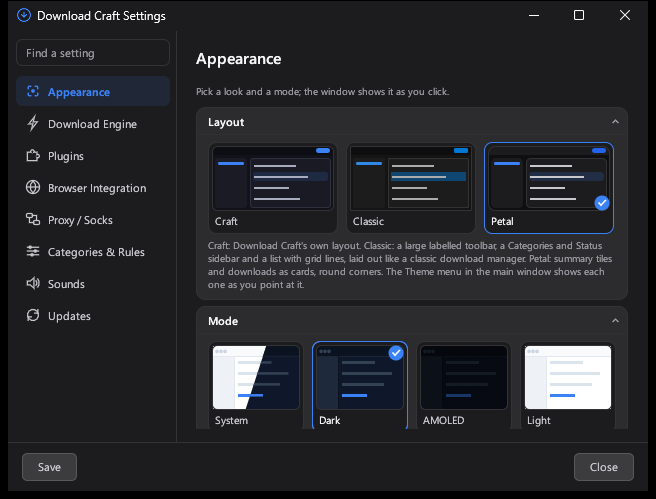 Download Craft Settings
Find a setting
Appearance
Download Engine
Plugins
Browser Integration
Proxy / Socks
Categories & Rules
Sounds
Updates
Appearance
Pick a look and a mode; the window shows it as you click.
Layout
Craft
Classic
Petal
Craft: Download Craft's own layout. Classic: a large labelled toolbar, a Categories and Status
sidebar and a list with grid lines, laid out like a classic download manager. Petal: summary tiles
and downloads as cards, round corners. The Theme menu in the main window shows each
one as you point at it.
Mode
System
Dark
AMOLED
Light
Save
Close